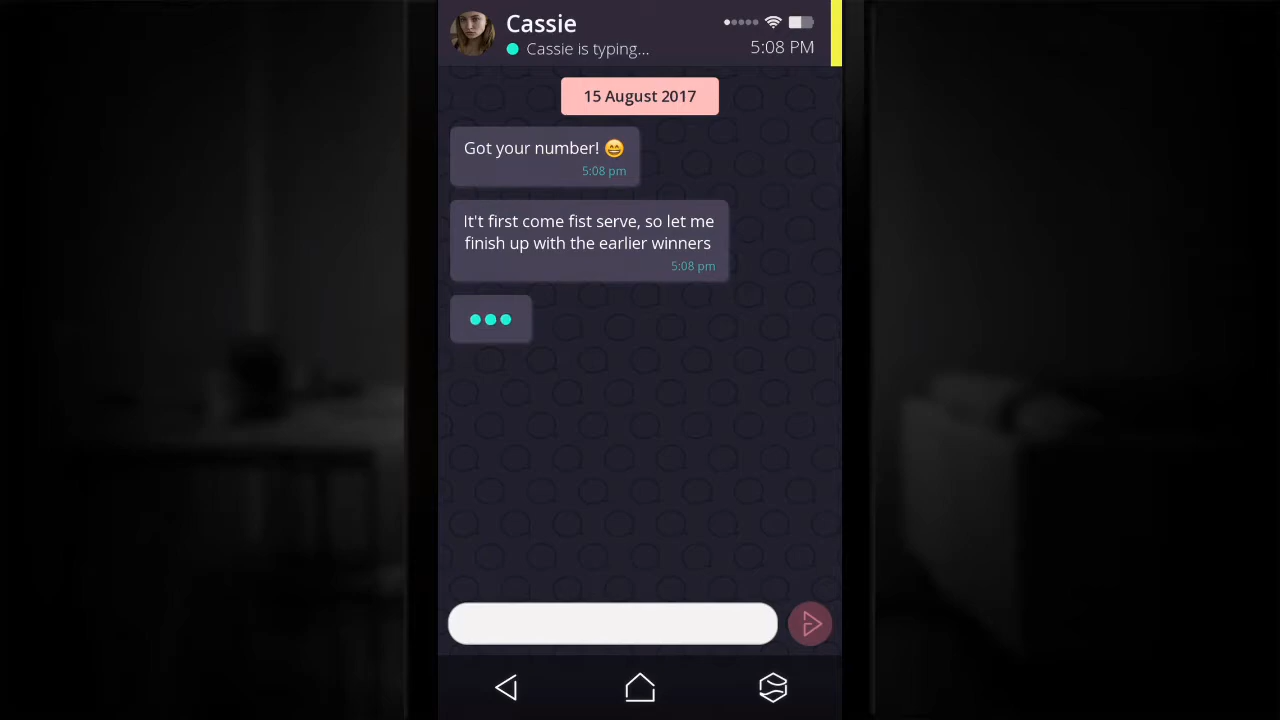 Cassie
Cassie is typing...
5:08 PM
15 August 2017
Got your number! 😄
5:08 pm
It't first come fist serve, so let me
finish up with the earlier winners
5:08 pm